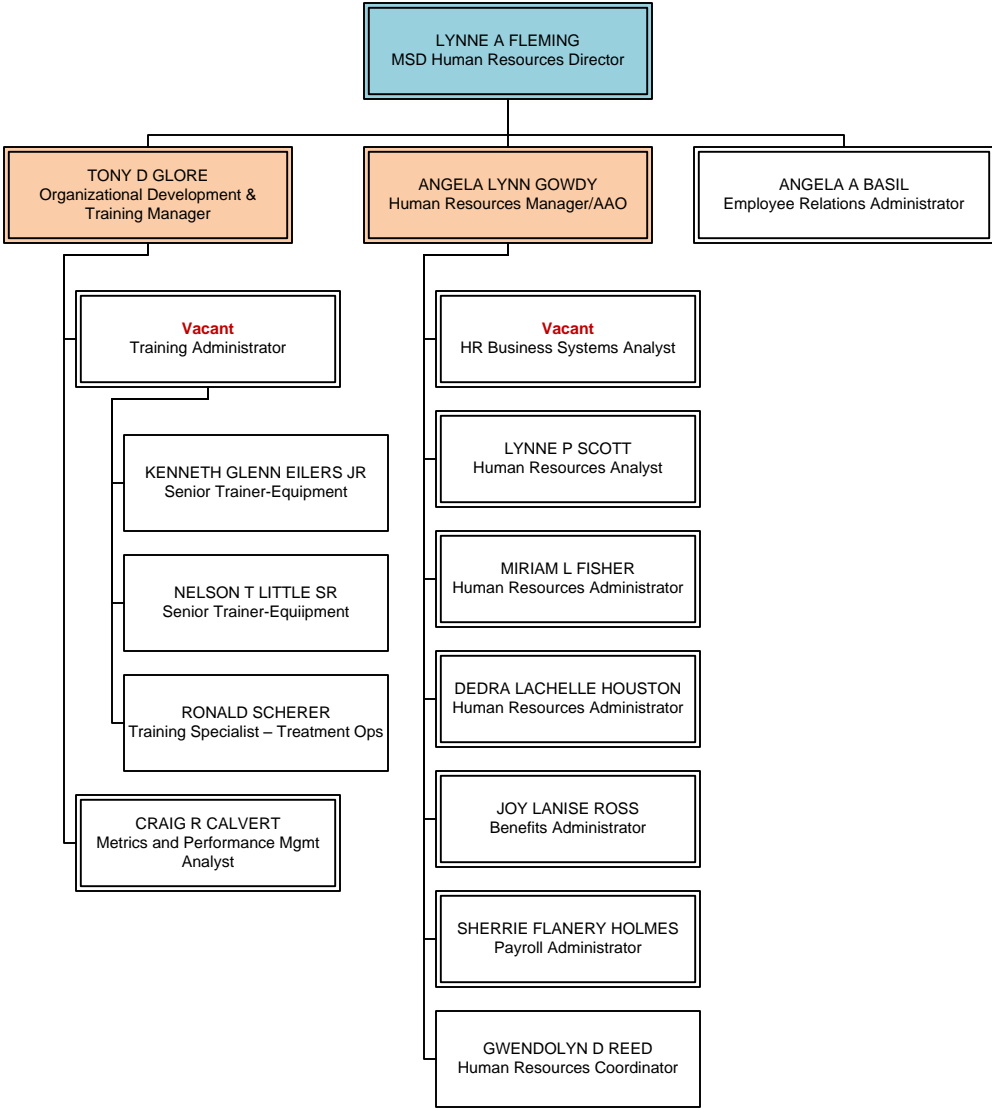 LYNNE A FLEMING
MSD Human Resources Director
TONY D GLORE
Organizational Development &
Training Manager
ANGELA LYNN GOWDY
Human Resources Manager/AAO
ANGELA A BASIL
Employee Relations Administrator
Vacant
Training Administrator
KENNETH GLENN EILERS JR
Senior Trainer-Equipment
NELSON T LITTLE SR
Senior Trainer-Equiipment
RONALD SCHERER
Training Specialist – Treatment Ops
CRAIG R CALVERT
Metrics and Performance Mgmt
Analyst
Vacant
HR Business Systems Analyst
LYNNE P SCOTT
Human Resources Analyst
MIRIAM L FISHER
Human Resources Administrator
DEDRA LACHELLE HOUSTON
Human Resources Administrator
JOY LANISE ROSS
Benefits Administrator
SHERRIE FLANERY HOLMES
Payroll Administrator
GWENDOLYN D REED
Human Resources Coordinator